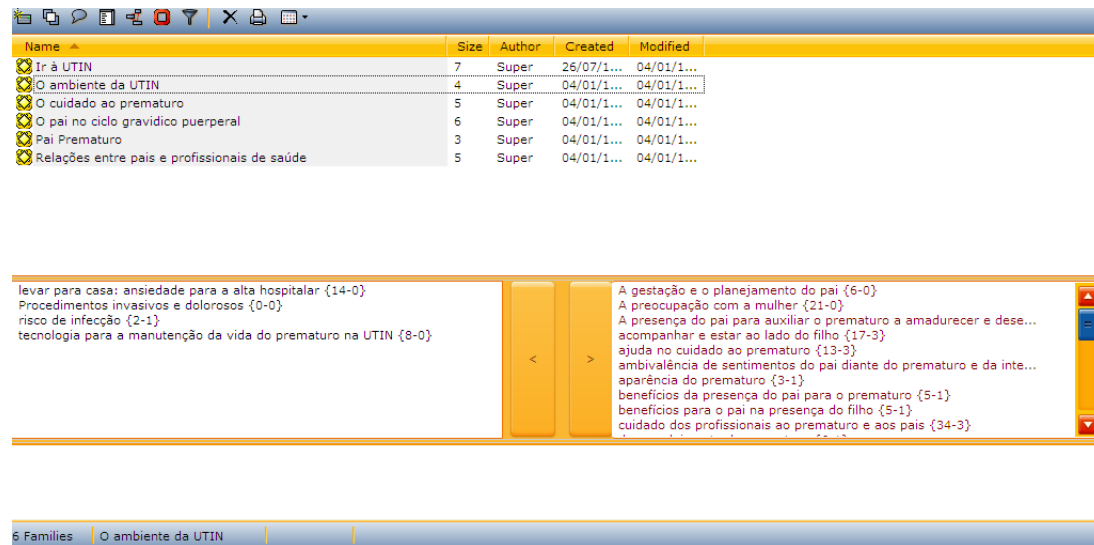 Name Size Author Created Modified
Ir à UTIN 7 Super 26/07/1... 04/01/1...
O ambiente da UTIN 4 Super 04/01/1... 04/01/1...
O cuidado ao prematuro 5 Super 04/01/1... 04/01/1...
O pai no ciclo gravidico puerperal 6 Super 04/01/1... 04/01/1...
Pai Prematuro 3 Super 04/01/1... 04/01/1...
Relações entre pais e profissionais de saúde 5 Super 04/01/1... 04/01/1...
levar para casa: ansiedade para a alta hospitalar {14-0}
Procedimentos invasivos e dolorosos {0-0}
risco de infecção {2-1}
tecnologia para a manutenção da vida do prematuro na UTIN {8-0}
< >
A gestação e o planejamento do pai {6-0}
A preocupação com a mulher {21-0}
A presença do pai para auxiliar o prematuro a amadurecer e dese...
acompanhar e estar ao lado do filho {17-3}
ajuda no cuidado ao prematuro {13-3}
ambivalência de sentimentos do pai diante do prematuro e da inte...
aparência do prematuro {3-1}
benefícios da presença do pai para o prematuro {5-1}
benefícios para o pai na presença do filho {5-1}
cuidado dos profissionais ao prematuro e aos pais {34-3}
6 Families O ambiente da UTIN